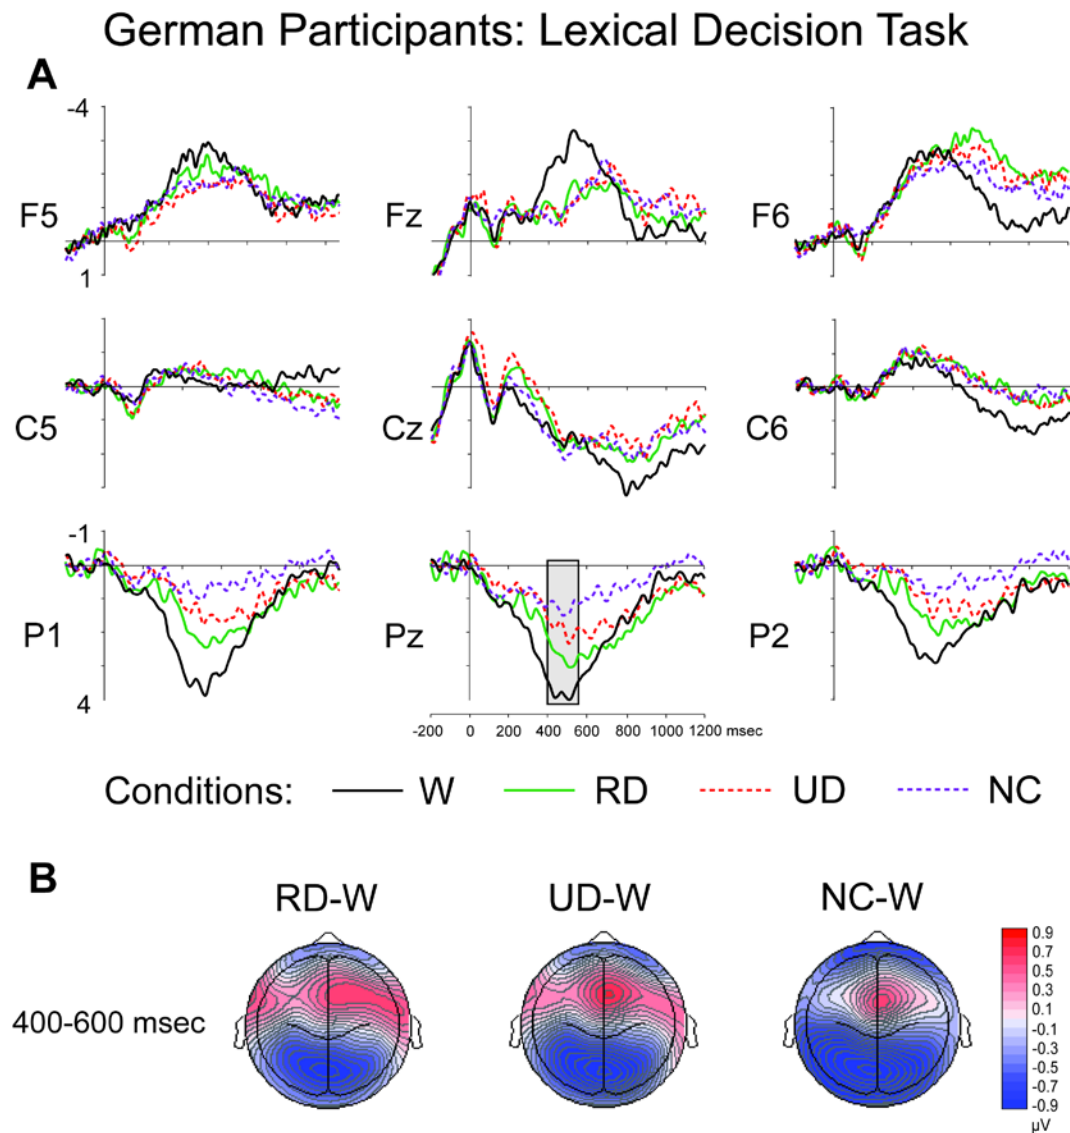 German Participants: Lexical Decision Task
A
-4
F5
1
Fz
F6
C5
Cz
C6
-1
P1
4
Pz
P2
-200 0 200 400 600 800 1000 1200 msec
Conditions: W RD UD NC
B
RD-W UD-W NC-W
400-600 msec
0.9
0.7
0.5
0.3
0.1
-0.1
-0.3
-0.5
-0.7
-0.9
µV